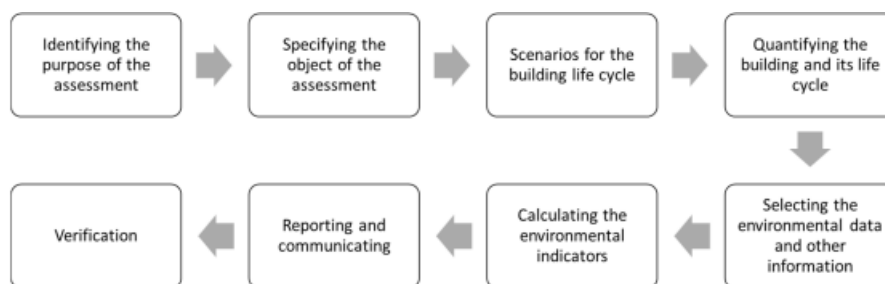 Identifying the
purpose of the
assessment
Specifying the
object of the
assessment
Scenarios for the
building life cycle
Quantifying the
building and its life
cycle
Selecting the
environmental data
and other
information
Calculating the
environmental
indicators
Reporting and
communicating
Verification